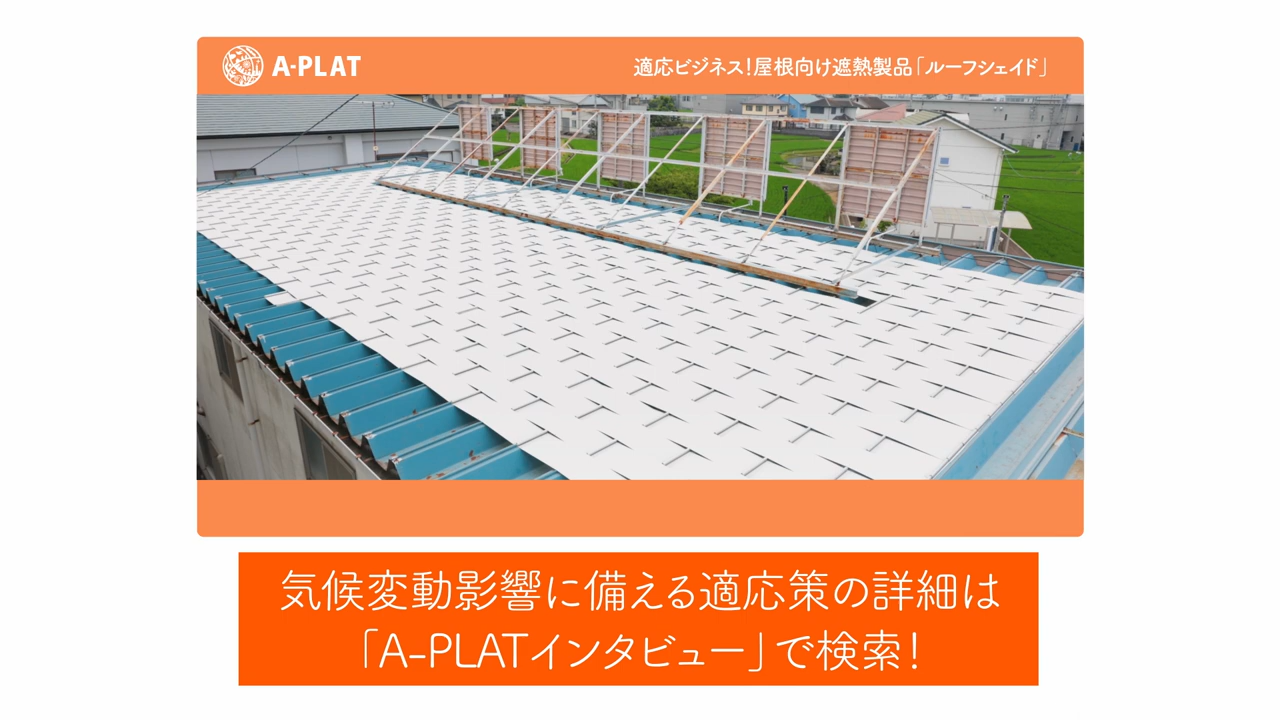 A-PLAT
適応ビジネス！屋根向け遮熱製品「ルーフシェイド」
気候変動影響に備える適応策の詳細は
「A-PLATインタビュー」で検索！